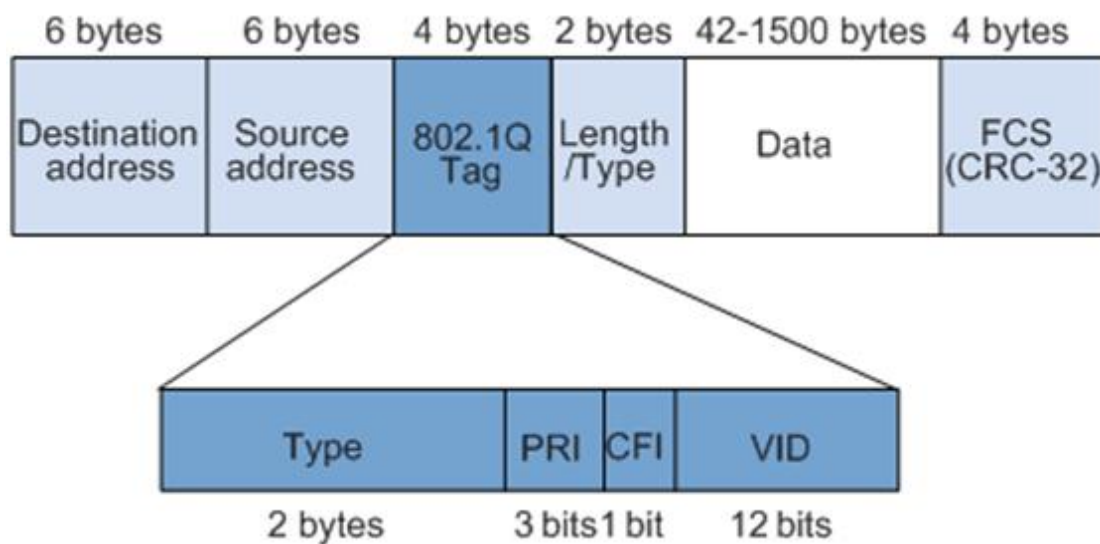 6 bytes 6 bytes 4 bytes 2 bytes 42-1500 bytes 4 bytes
Destination address
Source address
802.1Q Tag
Length /Type
Data
FCS (CRC-32)
Type PRI CFI VID
2 bytes 3 bits 1 bit 12 bits